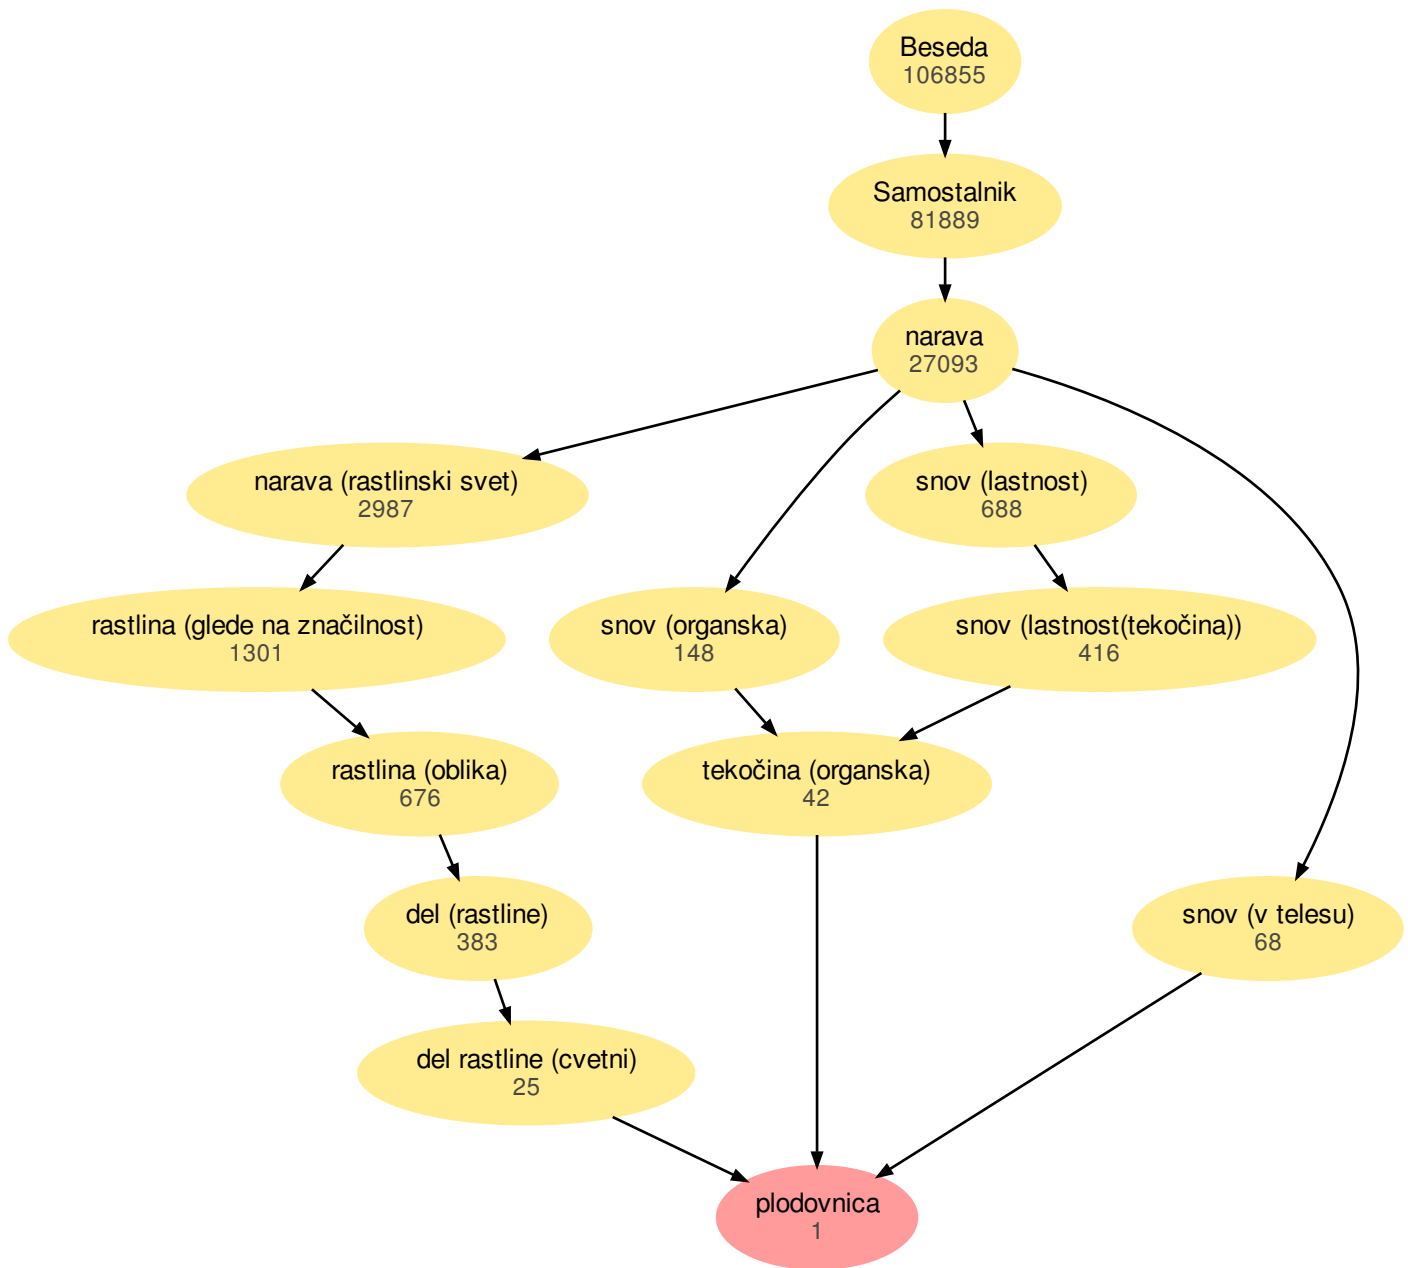 Beseda
106855
Samostalnik
81889
narava
27093
narava (rastlinski svet)
2987
snov (lastnost)
688
rastlina (glede na značilnost)
1301
snov (organska)
148
snov (lastnost(tekočina))
416
rastlina (oblika)
676
tekočina (organska)
42
del (rastline)
383
snov (v telesu)
68
del rastline (cvetni)
25
plodovnica
1